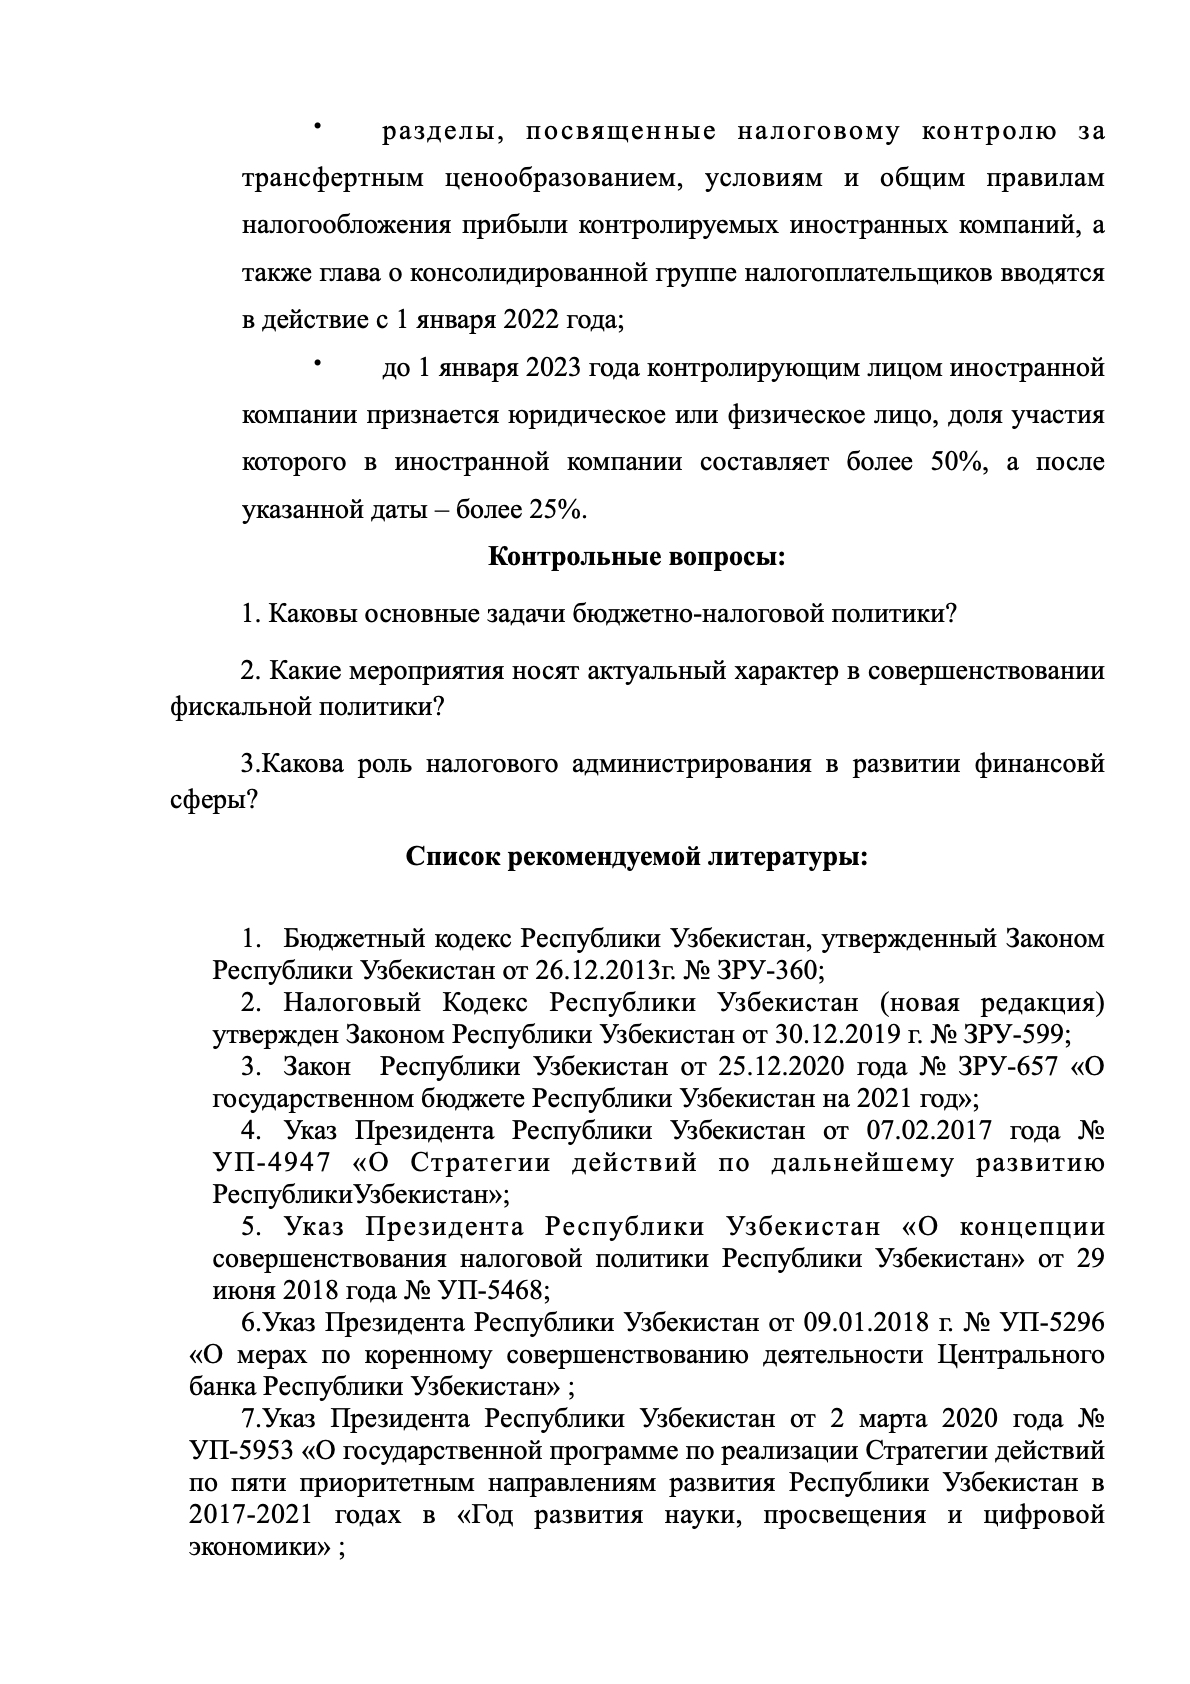 • разделы, посвященные налоговому контролю за
трансфертным ценообразованием, условиям и общим правилам
налогообложения прибыли контролируемых иностранных компаний, а
также глава о консолидированной группе налогоплательщиков вводятся
в действие с 1 января 2022 года;
• до 1 января 2023 года контролирующим лицом иностранной
компании признается юридическое или физическое лицо, доля участия
которого в иностранной компании составляет более 50%, а после
указанной даты – более 25%.
Контрольные вопросы:
1. Каковы основные задачи бюджетно-налоговой политики?
2. Какие мероприятия носят актуальный характер в совершенствовании
фискальной политики?
3.Какова роль налогового администрирования в развитии финансовй
сферы?
Список рекомендуемой литературы:
1. Бюджетный кодекс Республики Узбекистан, утвержденный Законом
Республики Узбекистан от 26.12.2013г. № ЗРУ-360;
2. Налоговый Кодекс Республики Узбекистан (новая редакция)
утвержден Законом Республики Узбекистан от 30.12.2019 г. № ЗРУ-599;
3. Закон Республики Узбекистан от 25.12.2020 года № ЗРУ-657 «О
государственном бюджете Республики Узбекистан на 2021 год»;
4. Указ Президента Республики Узбекистан от 07.02.2017 года №
УП-4947 «О Стратегии действий по дальнейшему развитию
РеспубликиУзбекистан»;
5. Указ Президента Республики Узбекистан «О концепции
совершенствования налоговой политики Республики Узбекистан» от 29
июня 2018 года № УП-5468;
6.Указ Президента Республики Узбекистан от 09.01.2018 г. № УП-5296
«О мерах по коренному совершенствованию деятельности Центрального
банка Республики Узбекистан» ;
7.Указ Президента Республики Узбекистан от 2 марта 2020 года №
УП-5953 «О государственной программе по реализации Стратегии действий
по пяти приоритетным направлениям развития Республики Узбекистан в
2017-2021 годах в «Год развития науки, просвещения и цифровой
экономики» ;